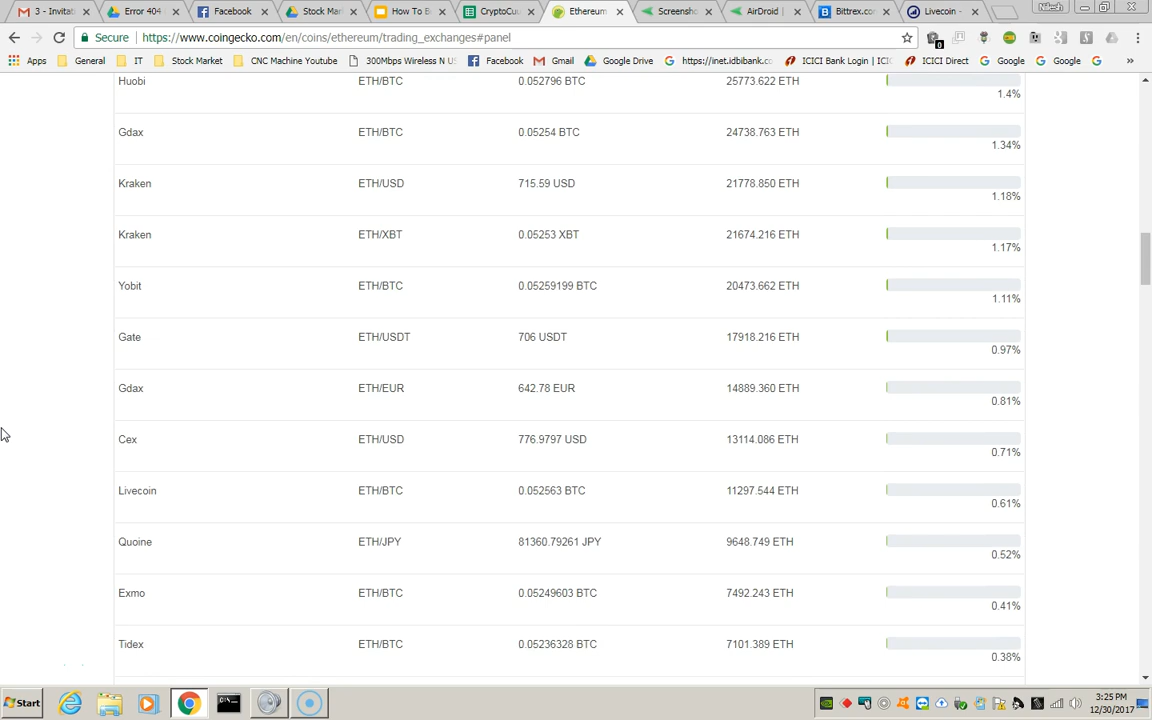 3 - Invitat
Error 404
Facebook
Stock Mar
How To B
CryptoCu
Ethereum
Screensho
AirDroid |
Bittrex.co
Livecoin -
Nilesh
Secure
https://www.coingecko.com/en/coins/ethereum/trading_exchanges#panel
0
Apps
General
IT
Stock Market
CNC Machine Youtube
300Mbps Wireless N US
Facebook
Gmail
Google Drive
https://inet.idbibank.co
ICICI Bank Login | ICIC
ICICI Direct
Google
Google
Huobi ETH/BTC 0.052796 BTC 25773.622 ETH
1.4%
Gdax ETH/BTC 0.05254 BTC 24738.763 ETH
1.34%
Kraken ETH/USD 715.59 USD 21778.850 ETH
1.18%
Kraken ETH/XBT 0.05253 XBT 21674.216 ETH
1.17%
Yobit ETH/BTC 0.05259199 BTC 20473.662 ETH
1.11%
Gate ETH/USDT 706 USDT 17918.216 ETH
0.97%
Gdax ETH/EUR 642.78 EUR 14889.360 ETH
0.81%
Cex ETH/USD 776.9797 USD 13114.086 ETH
0.71%
Livecoin ETH/BTC 0.052563 BTC 11297.544 ETH
0.61%
Quoine ETH/JPY 81360.79261 JPY 9648.749 ETH
0.52%
Exmo ETH/BTC 0.05249603 BTC 7492.243 ETH
0.41%
Tidex ETH/BTC 0.05236328 BTC 7101.389 ETH
0.38%
Start
3:25 PM
12/30/2017